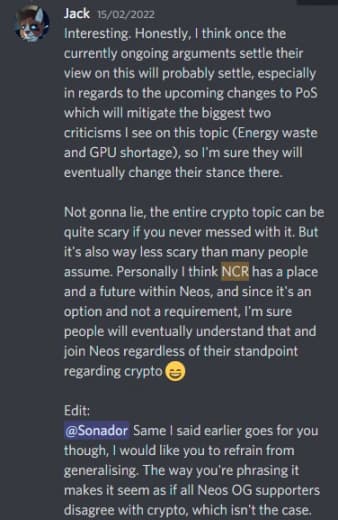 Jack 15/02/2022
Interesting. Honestly, I think once the
currently ongoing arguments settle their
view on this will probably settle, especially
in regards to the upcoming changes to PoS
which will mitigate the biggest two
criticisms I see on this topic (Energy waste
and GPU shortage), so I'm sure they will
eventually change their stance there.
Not gonna lie, the entire crypto topic can be
quite scary if you never messed with it. But
it's also way less scary than many people
assume. Personally I think NCR has a place
and a future within Neos, and since it's an
option and not a requirement, I'm sure
people will eventually understand that and
join Neos regardless of their standpoint
regarding crypto 😄
Edit:
@Sonador Same I said earlier goes for you
though, I would like you to refrain from
generalising. The way you're phrasing it
makes it seem as if all Neos OG supporters
disagree with crypto, which isn't the case.